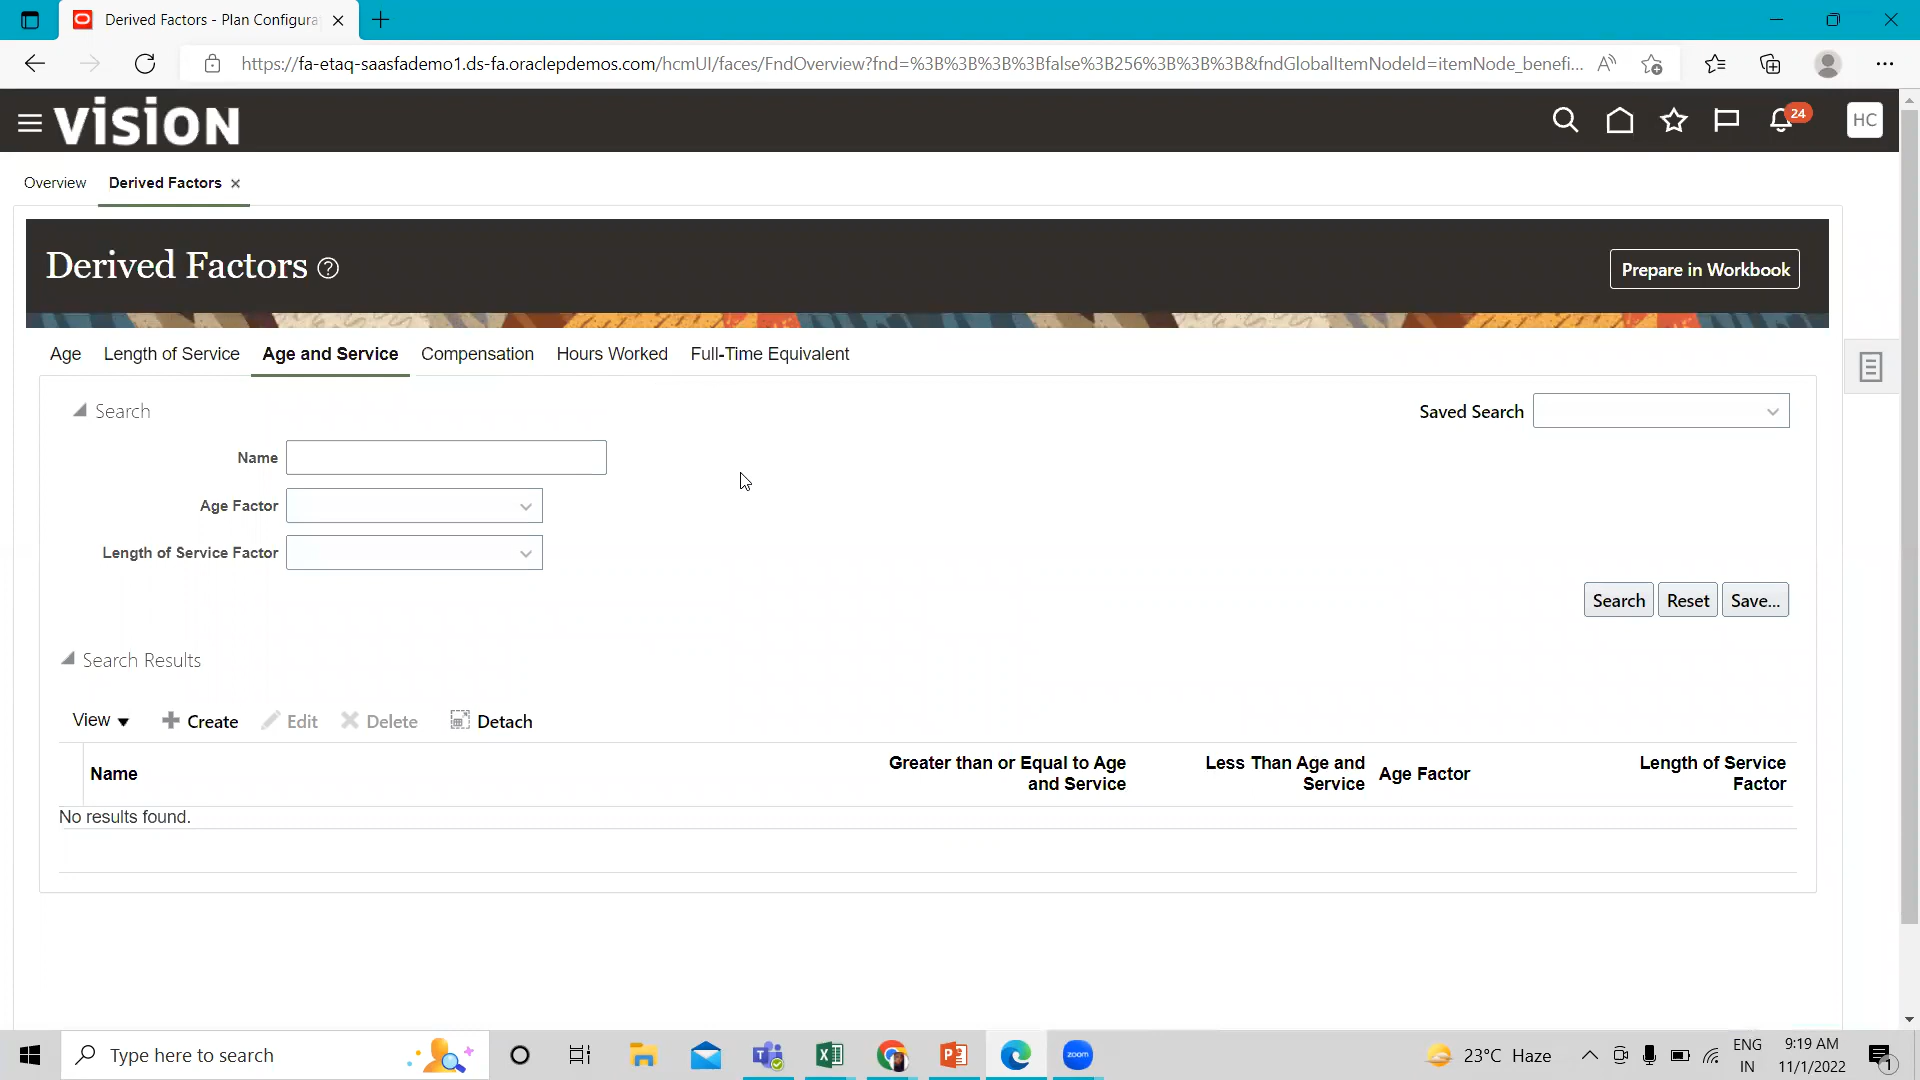 Derived Factors - Plan Configura
https://fa-etaq-saasfademo1.ds-fa.oraclepdemos.com/hcmUI/faces/FndOverview?fnd=%3B%3B%3B%3Bfalse%3B256%3B%3B%3B&fndGlobalItemNodeId=itemNode_benefi...
vision
24
HC
Overview
Derived Factors
Derived Factors
Prepare in Workbook
Age
Length of Service
Age and Service
Compensation
Hours Worked
Full-Time Equivalent
Search
Saved Search
Name
Age Factor
Length of Service Factor
Search
Reset
Save...
Search Results
View
Create
Edit
Delete
Detach
Name
Greater than or Equal to Age
and Service
Less Than Age and
Service
Age Factor
Length of Service
Factor
No results found.
Type here to search
zoom
23°C Haze
ENG
IN
9:19 AM
11/1/2022
1